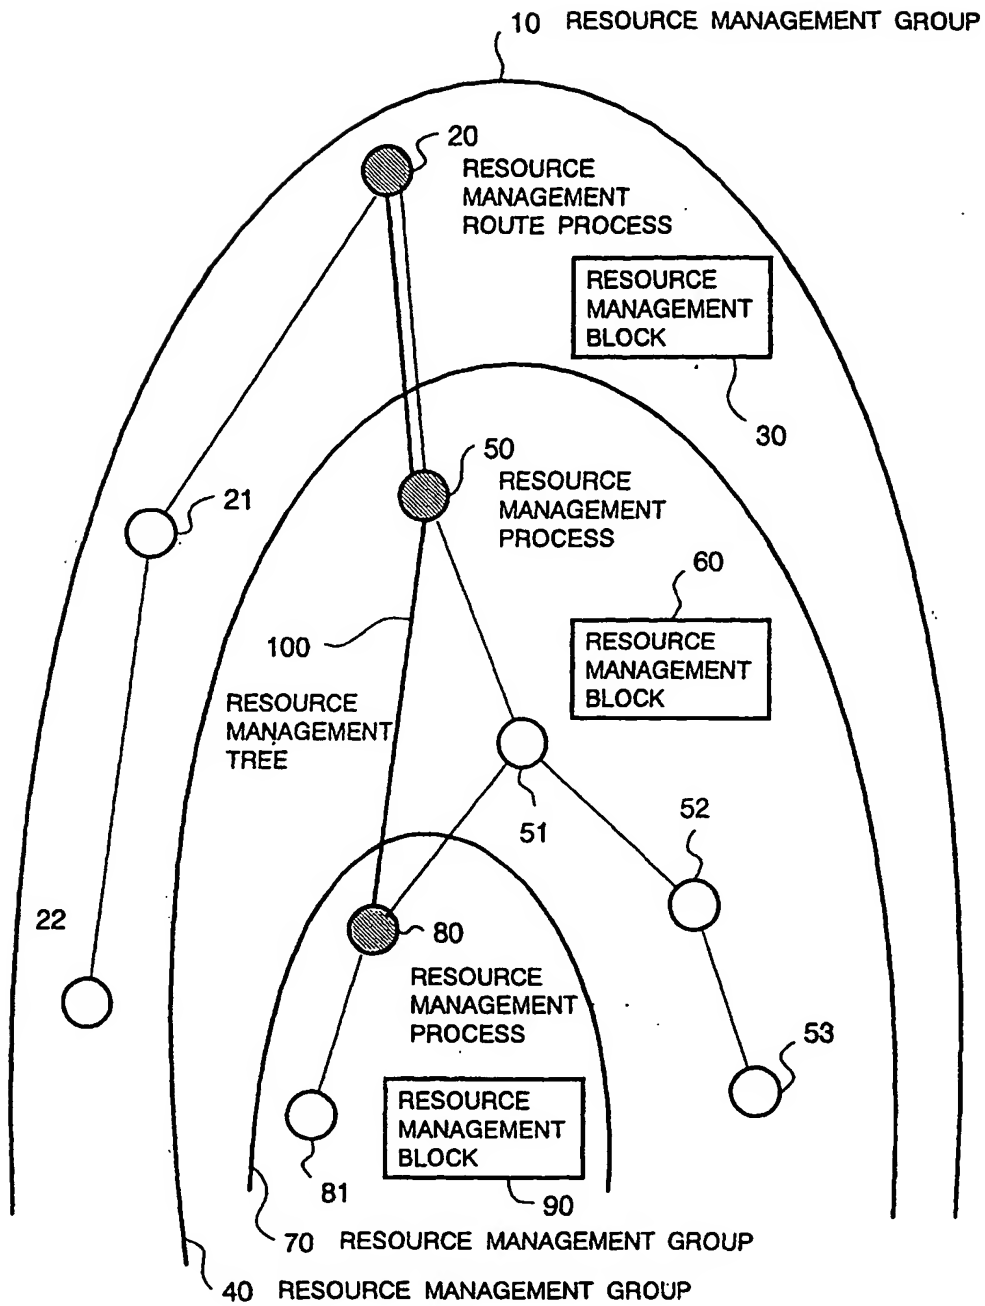 10 RESOURCE MANAGEMENT GROUP
20
RESOURCE
MANAGEMENT
ROUTE PROCESS
RESOURCE
MANAGEMENT
BLOCK
30
50
RESOURCE
MANAGEMENT
PROCESS
21
60
RESOURCE
MANAGEMENT
BLOCK
100
RESOURCE
MANAGEMENT
TREE
51
52
22
80
RESOURCE
MANAGEMENT
PROCESS
53
RESOURCE
MANAGEMENT
BLOCK
81
90
70 RESOURCE MANAGEMENT GROUP
40 RESOURCE MANAGEMENT GROUP